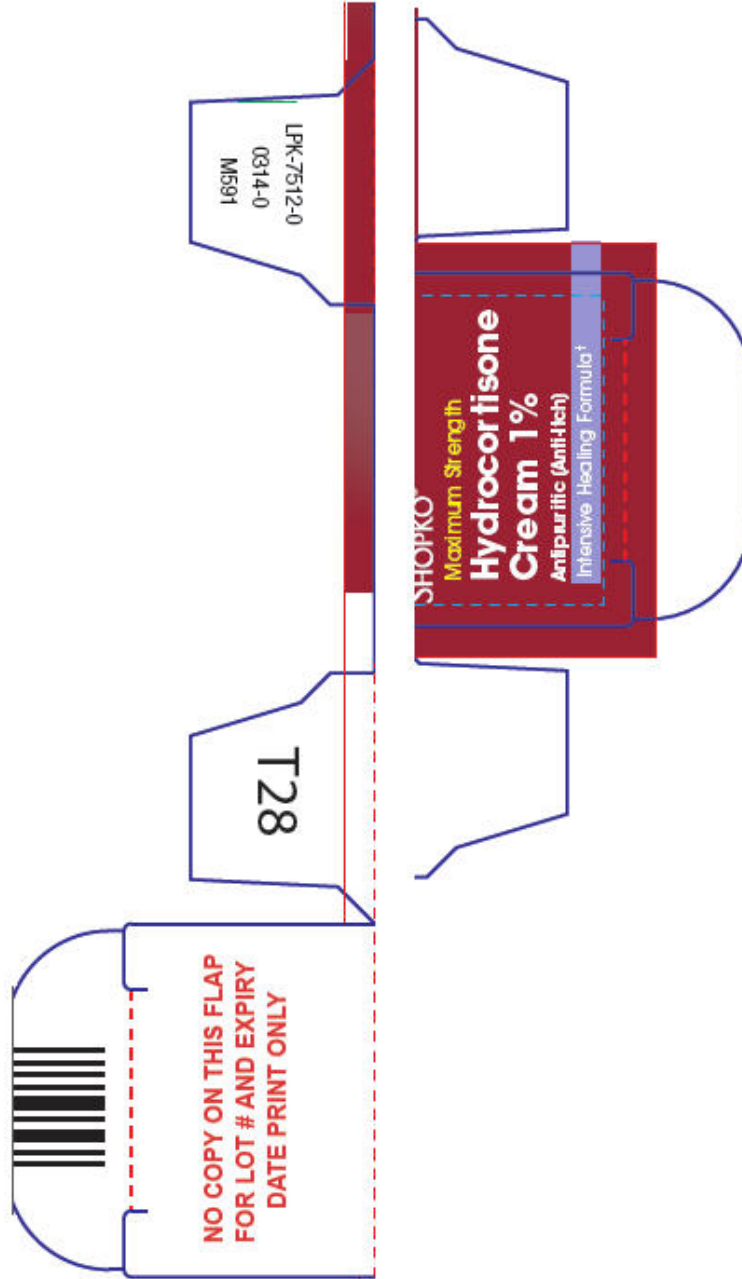 LPK-7512-0
0314-0
M591
SHOPKO®
Maximum Strength
Hydrocortisone
Cream 1%
Antipruritic (Anti-Itch)
Intensive Healing Formula†
T28
NO COPY ON THIS FLAP
FOR LOT # AND EXPIRY
DATE PRINT ONLY